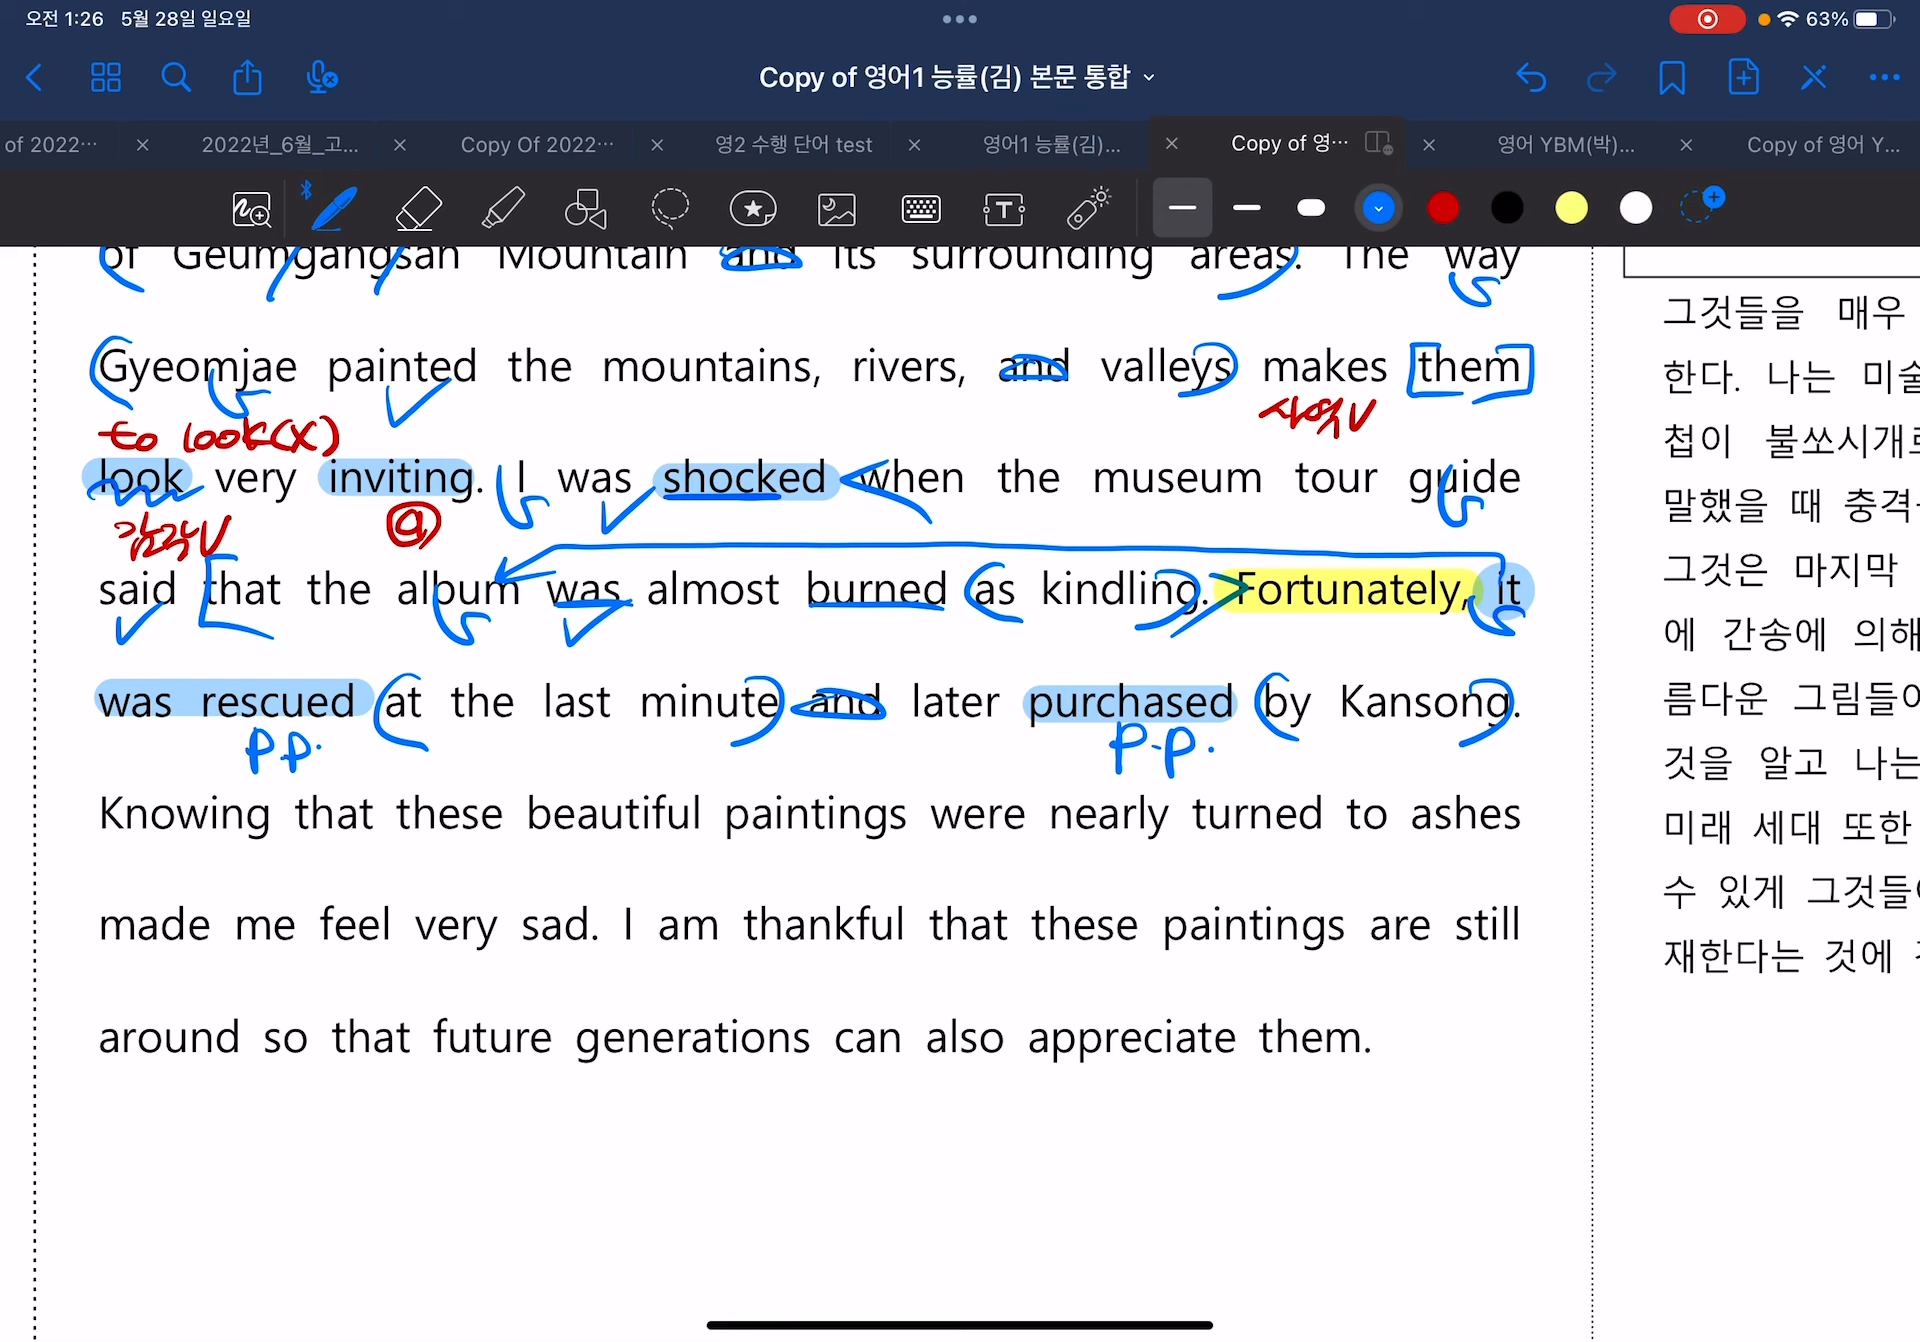 오전 1:26 5월 28일 일요일
63%
Copy of 영어1 능률(김) 본문 통합
of 2022… 2022년_6월_고... Copy Of 2022… 영2 수행 단어 test 영어1 능률(김)... Copy of 영… 영어 YBM(박)... Copy of 영어 Y...
of Geumgangsan Mountain and its surrounding areas. The way
Gyeomjae painted the mountains, rivers, and valleys makes them
to look(X) 사역V
look very inviting. I was shocked when the museum tour guide
감각V ⓐ
said that the album was almost burned as kindling. Fortunately, it
was rescued at the last minute and later purchased by Kansong.
p.p. p.p.
Knowing that these beautiful paintings were nearly turned to ashes
made me feel very sad. I am thankful that these paintings are still
around so that future generations can also appreciate them.
그것들을 매우
한다. 나는 미술
첩이 불쏘시개로
말했을 때 충격
그것은 마지막
에 간송에 의해
름다운 그림들이
것을 알고 나는
미래 세대 또한
수 있게 그것들이
재한다는 것에